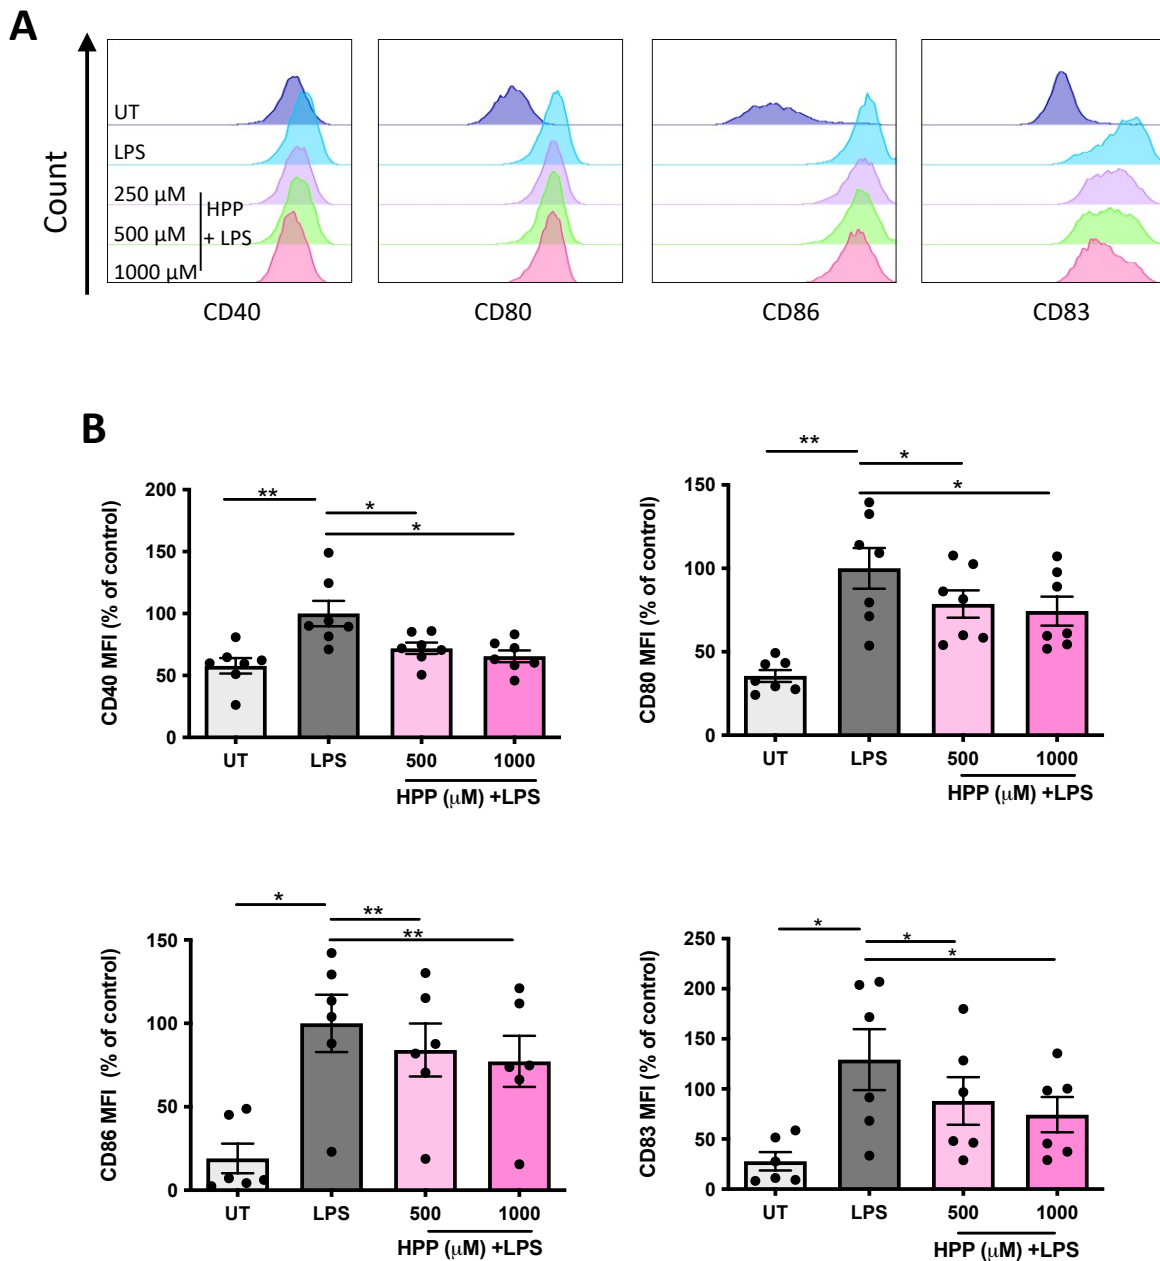 A
Count
UT
LPS
250 μM
500 μM
1000 μM
HPP
+ LPS
CD40
CD80
CD86
CD83
B
CD40 MFI (% of control)
200
150
100
50
0
**
*
*
UT
LPS
500
1000
HPP (μM) +LPS
CD80 MFI (% of control)
150
100
50
0
**
*
*
UT
LPS
500
1000
HPP (μM) +LPS
CD86 MFI (% of control)
150
100
50
0
*
**
**
UT
LPS
500
1000
HPP (μM) +LPS
CD83 MFI (% of control)
250
200
150
100
50
0
*
*
*
UT
LPS
500
1000
HPP (μM) +LPS